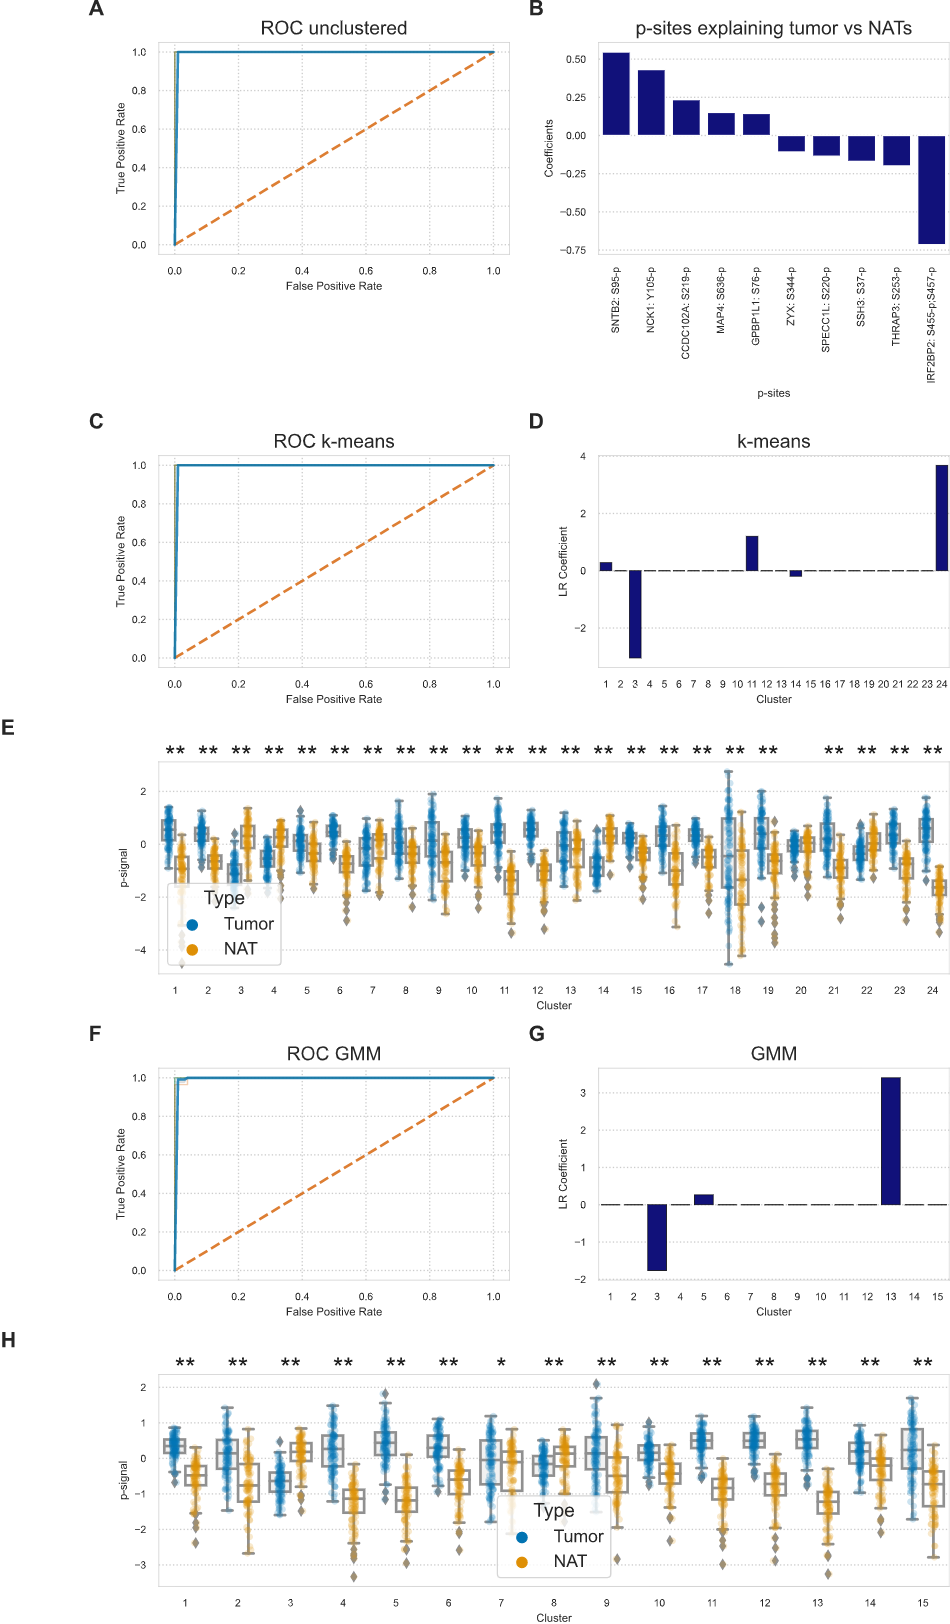 A
ROC unclustered
True Positive Rate
1.0
0.8
0.6
0.4
0.2
0.0
0.0 0.2 0.4 0.6 0.8 1.0
False Positive Rate
B
p-sites explaining tumor vs NATs
Coefficients
0.50
0.25
0.00
−0.25
−0.50
−0.75
SNTB2: S95-p
NCK1: Y105-p
CCDC102A: S219-p
MAP4: S636-p
GPBP1L1: S76-p
ZYX: S344-p
SPECC1L: S220-p
SSH3: S37-p
THRAP3: S253-p
IRF2BP2: S455-p;S457-p
p-sites
C
ROC k-means
True Positive Rate
1.0
0.8
0.6
0.4
0.2
0.0
0.0 0.2 0.4 0.6 0.8 1.0
False Positive Rate
D
k-means
LR Coefficient
4
2
0
−2
1 2 3 4 5 6 7 8 9 10 11 12 13 14 15 16 17 18 19 20 21 22 23 24
Cluster
E
** ** ** ** ** ** ** ** ** ** ** ** ** ** ** ** ** ** ** ** ** ** **
p-signal
2
0
−2
−4
Type
Tumor
NAT
1 2 3 4 5 6 7 8 9 10 11 12 13 14 15 16 17 18 19 20 21 22 23 24
Cluster
F
ROC GMM
True Positive Rate
1.0
0.8
0.6
0.4
0.2
0.0
0.0 0.2 0.4 0.6 0.8 1.0
False Positive Rate
G
GMM
LR Coefficient
3
2
1
0
−1
−2
1 2 3 4 5 6 7 8 9 10 11 12 13 14 15
Cluster
H
** ** ** ** ** ** * ** ** ** ** ** ** ** **
p-signal
2
1
0
−1
−2
−3
Type
Tumor
NAT
1 2 3 4 5 6 7 8 9 10 11 12 13 14 15
Cluster